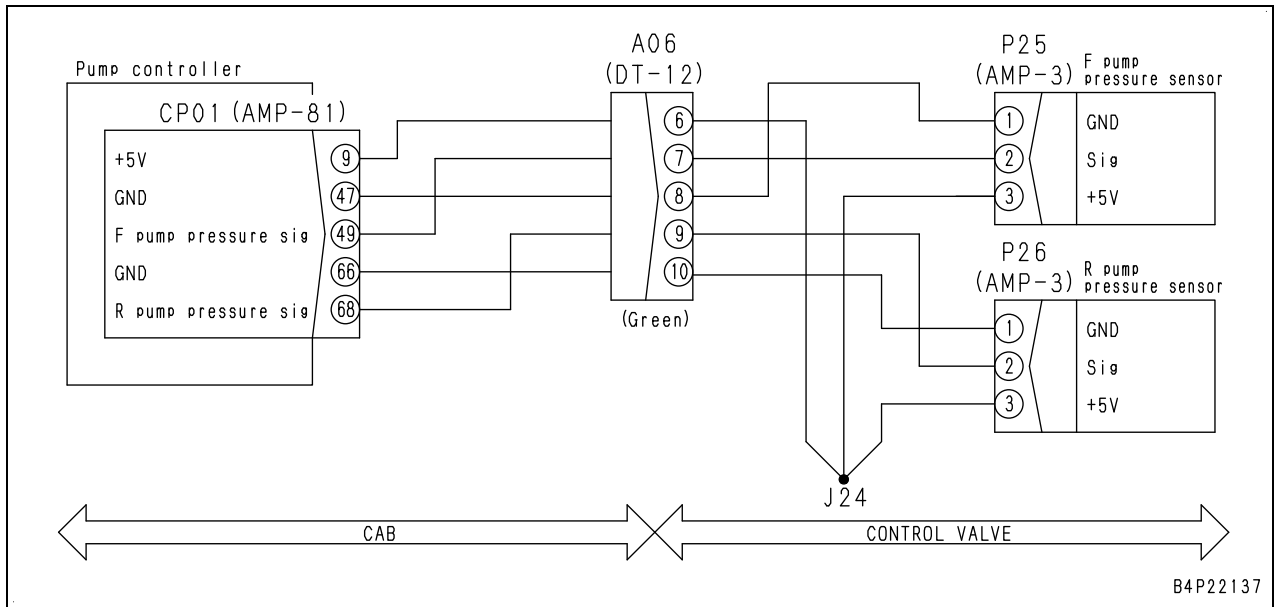 Pump controller
CP01 (AMP-81)
+5V
9
GND
47
F pump pressure sig
49
GND
66
R pump pressure sig
68
A06
(DT-12)
6
7
8
9
10
(Green)
P25
(AMP-3)
F pump
pressure sensor
1
GND
2
Sig
3
+5V
P26
(AMP-3)
R pump
pressure sensor
1
GND
2
Sig
3
+5V
J24
CAB
CONTROL VALVE
B4P22137